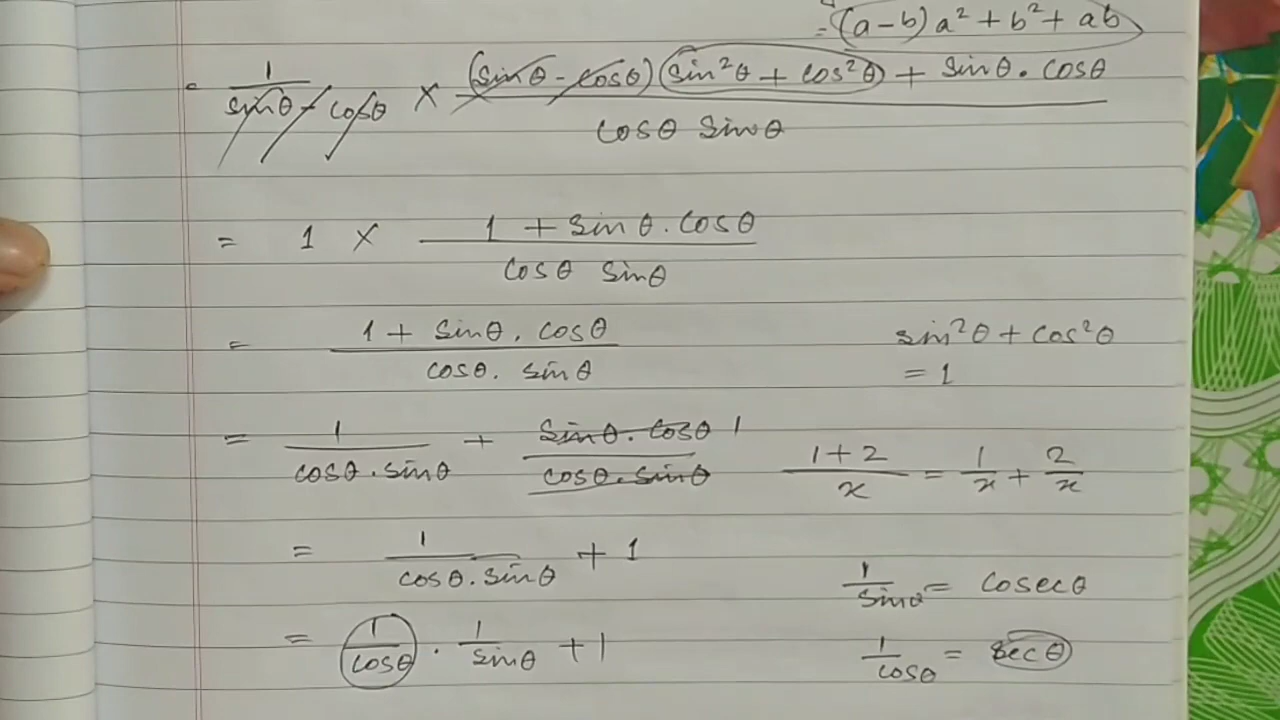 = (a-b) a² + b² + ab
= 1/(sinθ - cosθ) × (sinθ - cosθ)(sin²θ + cos²θ) + sinθ . cosθ / cosθ sinθ
= 1 × (1 + sinθ . cosθ)/(cosθ sinθ)
= (1 + sinθ . cosθ)/(cosθ . sinθ)
sin²θ + cos²θ
= 1
= 1/(cosθ . sinθ) + (sinθ . cosθ)/(cosθ . sinθ) 1
(1+2)/x = 1/x + 2/x
= 1/(cosθ . sinθ) + 1
1/sinθ = cosecθ
= 1/cosθ . 1/sinθ + 1
1/cosθ = secθ